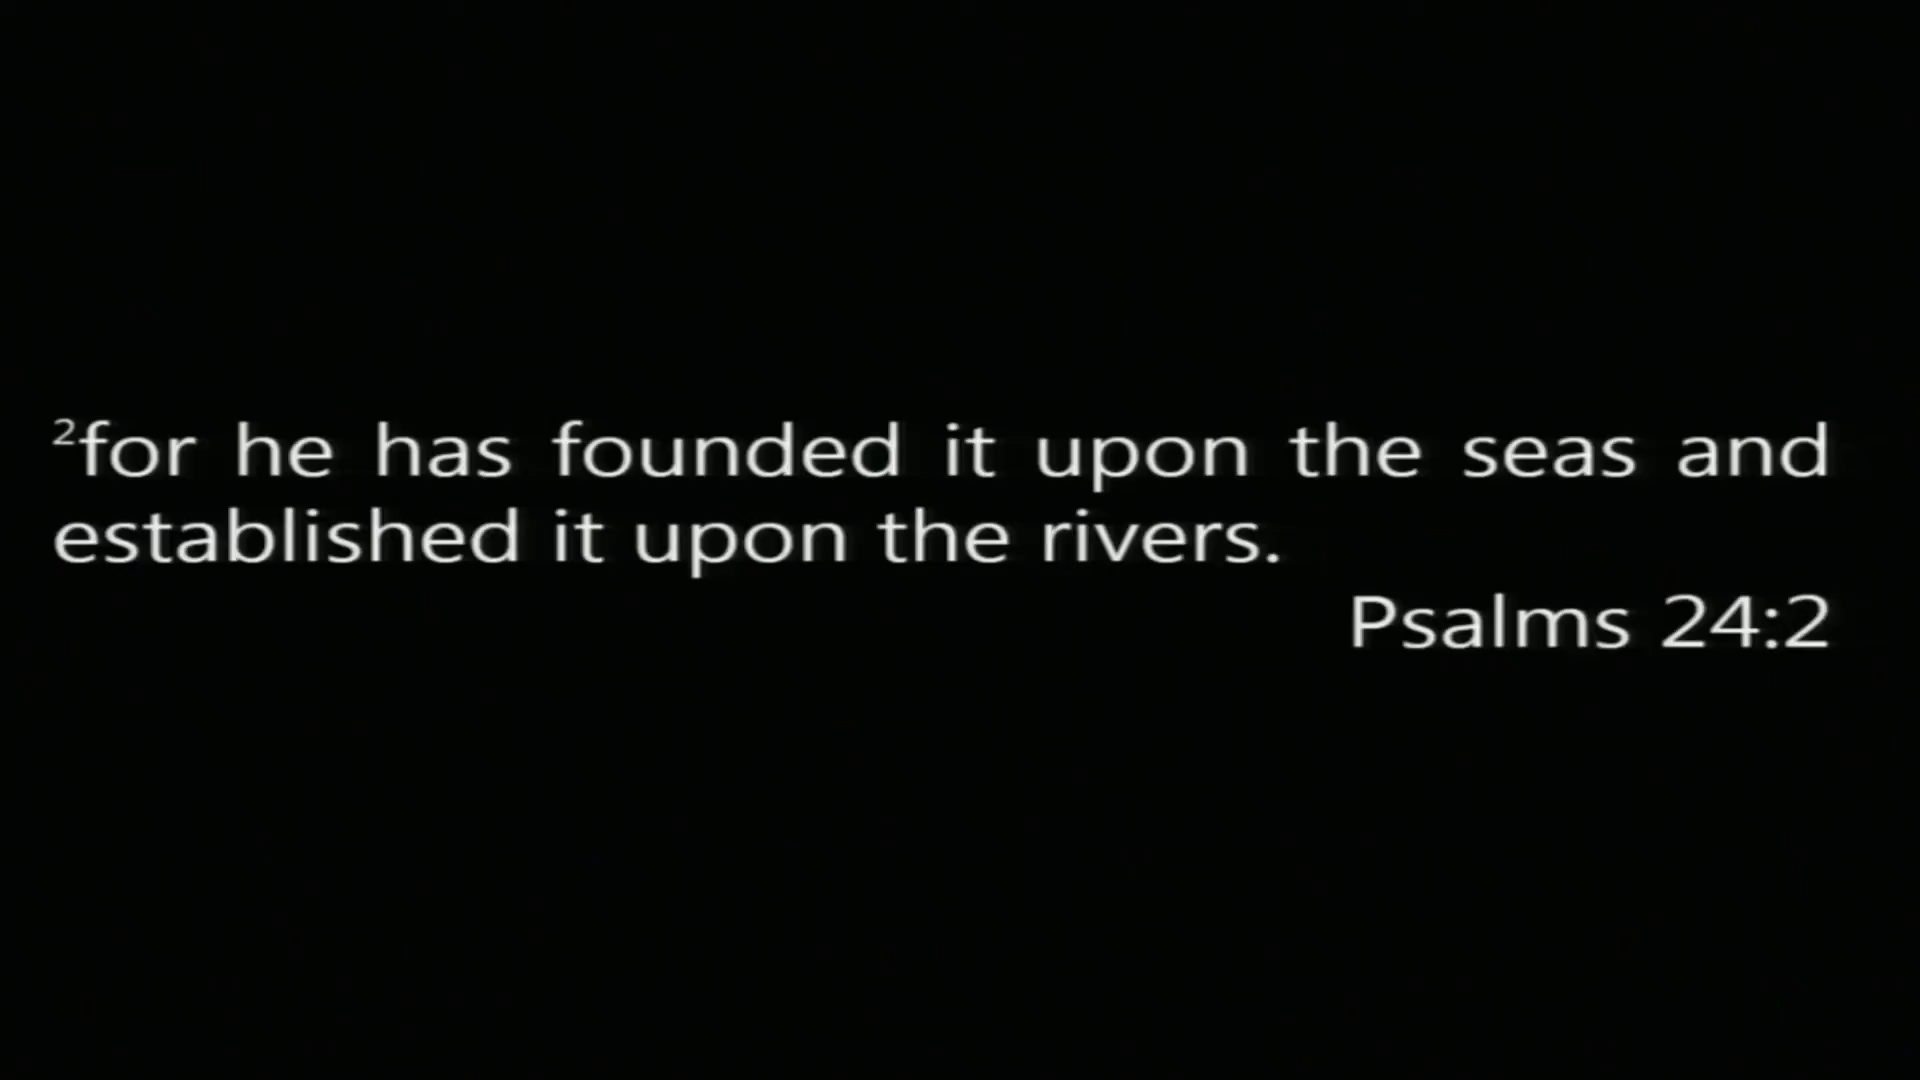 ²for he has founded it upon the seas and
established it upon the rivers.
Psalms 24:2